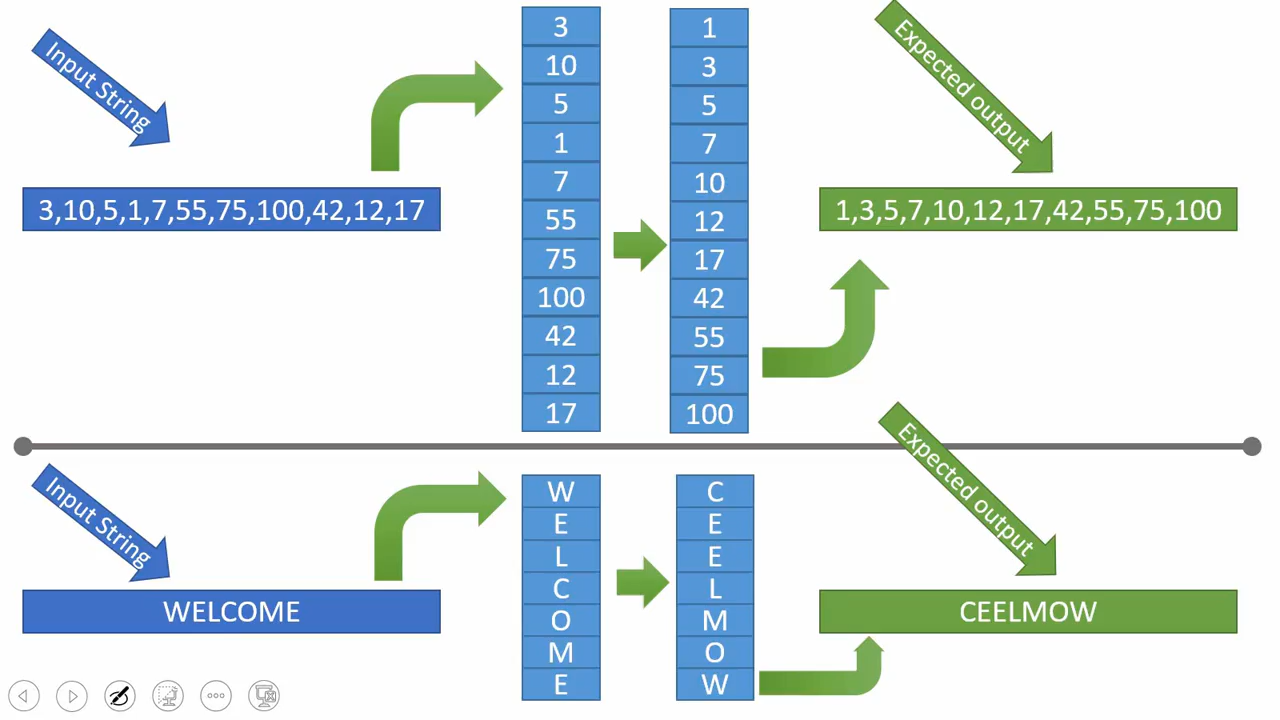 Input String
3,10,5,1,7,55,75,100,42,12,17
3
10
5
1
7
55
75
100
42
12
17
1
3
5
7
10
12
17
42
55
75
100
Expected output
1,3,5,7,10,12,17,42,55,75,100
Input String
WELCOME
W
E
L
C
O
M
E
C
E
E
L
M
O
W
Expected output
CEELMOW